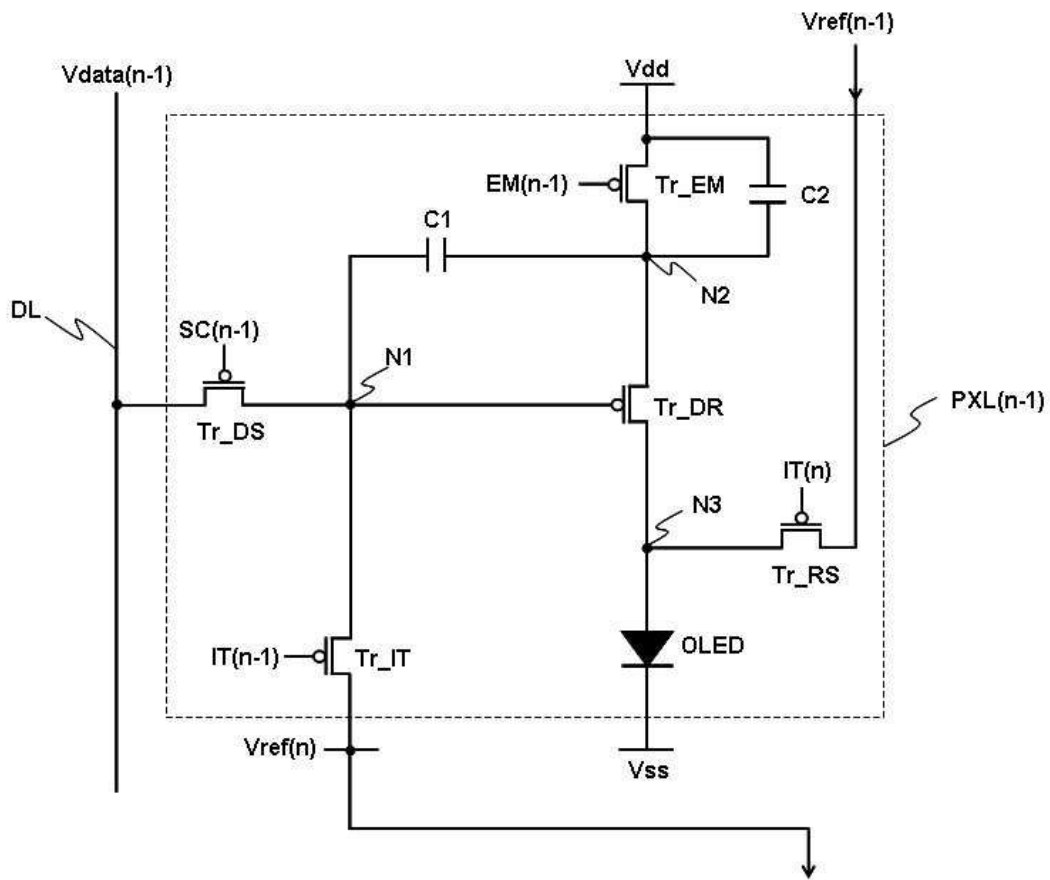 Vref(n-1)
Vdata(n-1)
Vdd
EM(n-1)
Tr_EM
C2
C1
N2
DL
SC(n-1)
N1
Tr_DS
Tr_DR
PXL(n-1)
IT(n)
N3
Tr_RS
IT(n-1)
Tr_IT
OLED
Vref(n)
Vss